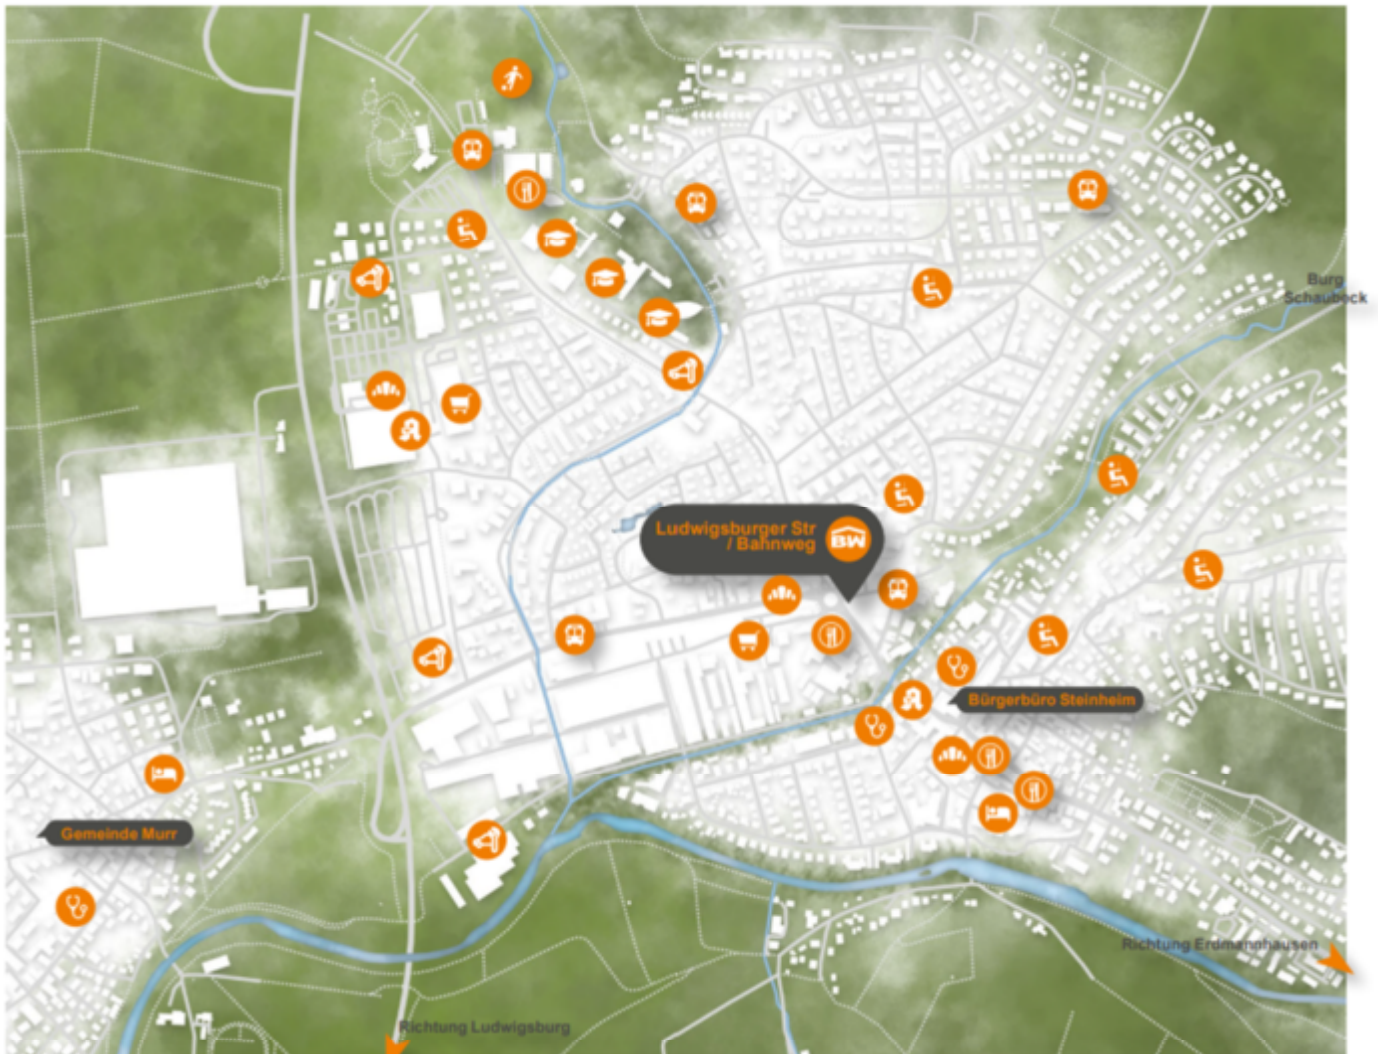 Burg
Schaubeck
Ludwigsburger Str
/ Bahnweg
BW
Bürgerbüro Steinheim
Gemeinde Murr
Richtung Erdmannhausen
Richtung Ludwigsburg